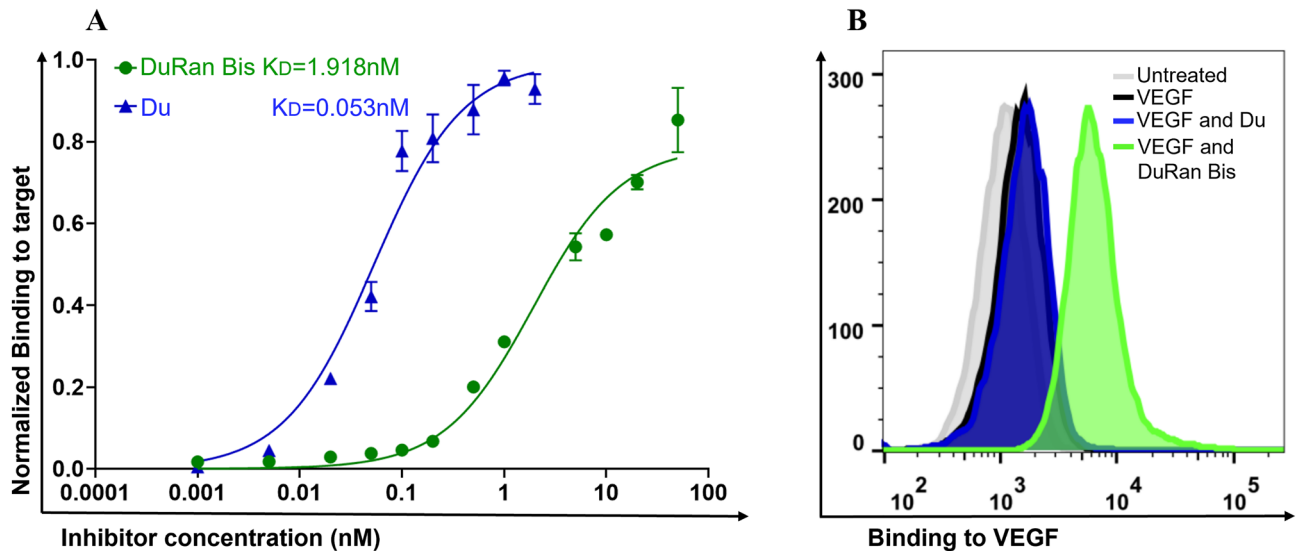 A
DuRan Bis KD=1.918nM
Du KD=0.053nM
Normalized Binding to target
1.0
0.8
0.6
0.4
0.2
0.0
0.0001 0.001 0.01 0.1 1 10 100
Inhibitor concentration (nM)
B
Untreated
VEGF
VEGF and Du
VEGF and
DuRan Bis
300
200
100
0
10 2 10 3 10 4 10 5
Binding to VEGF